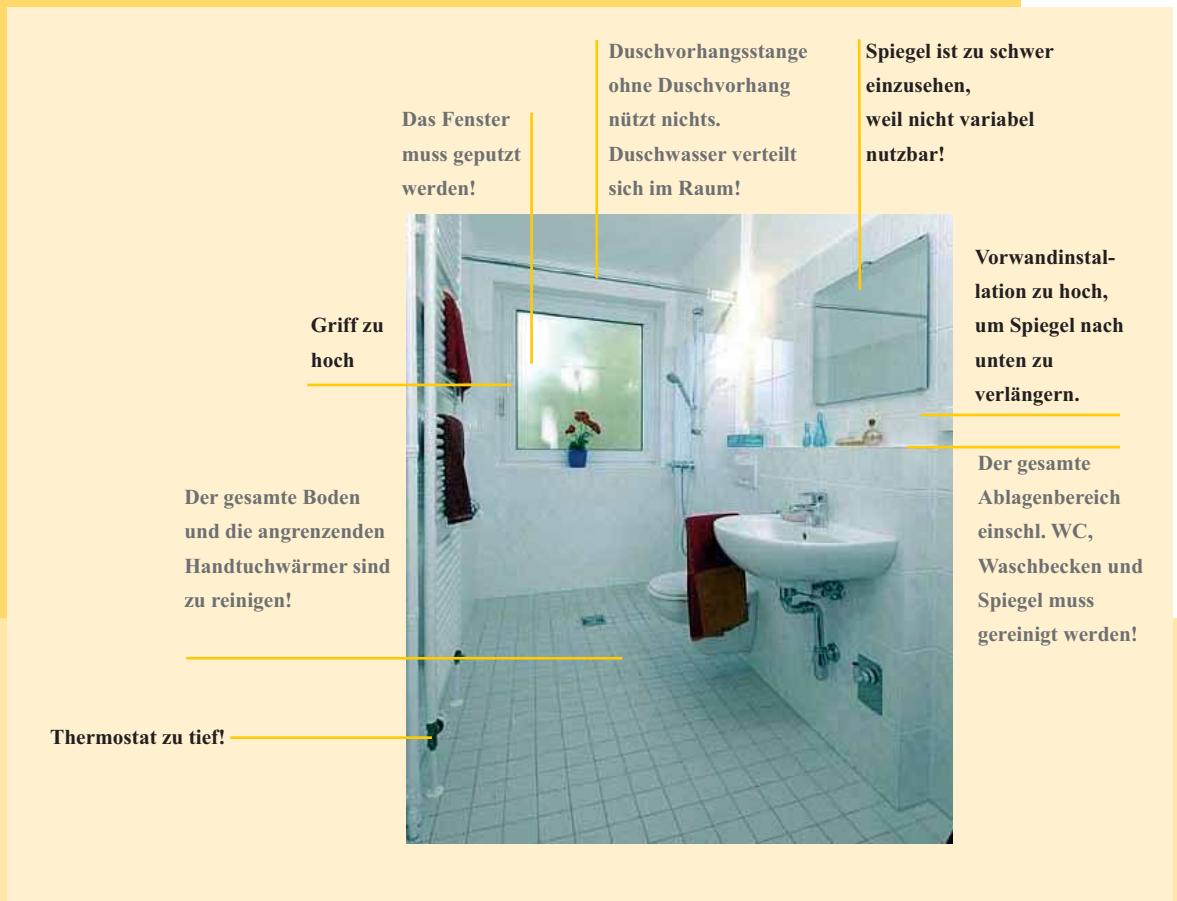 Duschvorhangsstange
ohne Duschvorhang
nützt nichts.
Duschwasser verteilt
sich im Raum!
Spiegel ist zu schwer
einzusehen,
weil nicht variabel
nutzbar!
Das Fenster
muss geputzt
werden!
Vorwandinstal-
lation zu hoch,
um Spiegel nach
unten zu
verlängern.
Griff zu
hoch
Der gesamte
Ablagenbereich
einschl. WC,
Waschbecken und
Spiegel muss
gereinigt werden!
Der gesamte Boden
und die angrenzenden
Handtuchwärmer sind
zu reinigen!
Thermostat zu tief!